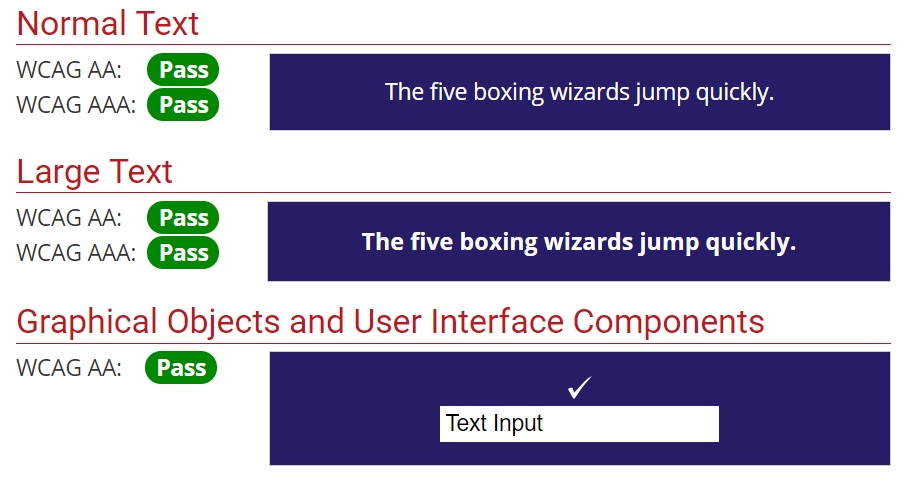 Normal Text
WCAG AA: Pass
WCAG AAA: Pass
The five boxing wizards jump quickly.
Large Text
WCAG AA: Pass
WCAG AAA: Pass
The five boxing wizards jump quickly.
Graphical Objects and User Interface Components
WCAG AA: Pass
✓
Text Input